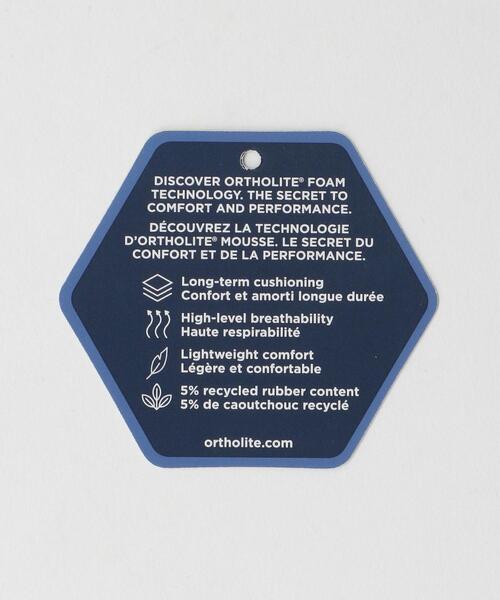 DISCOVER ORTHOLITE® FOAM
TECHNOLOGY. THE SECRET TO
COMFORT AND PERFORMANCE.
DÉCOUVREZ LA TECHNOLOGIE
D'ORTHOLITE® MOUSSE. LE SECRET DU
CONFORT ET DE LA PERFORMANCE.
Long-term cushioning
Confort et amorti longue durée
High-level breathability
Haute respirabilité
Lightweight comfort
Légère et confortable
5% recycled rubber content
5% de caoutchouc recyclé
ortholite.com